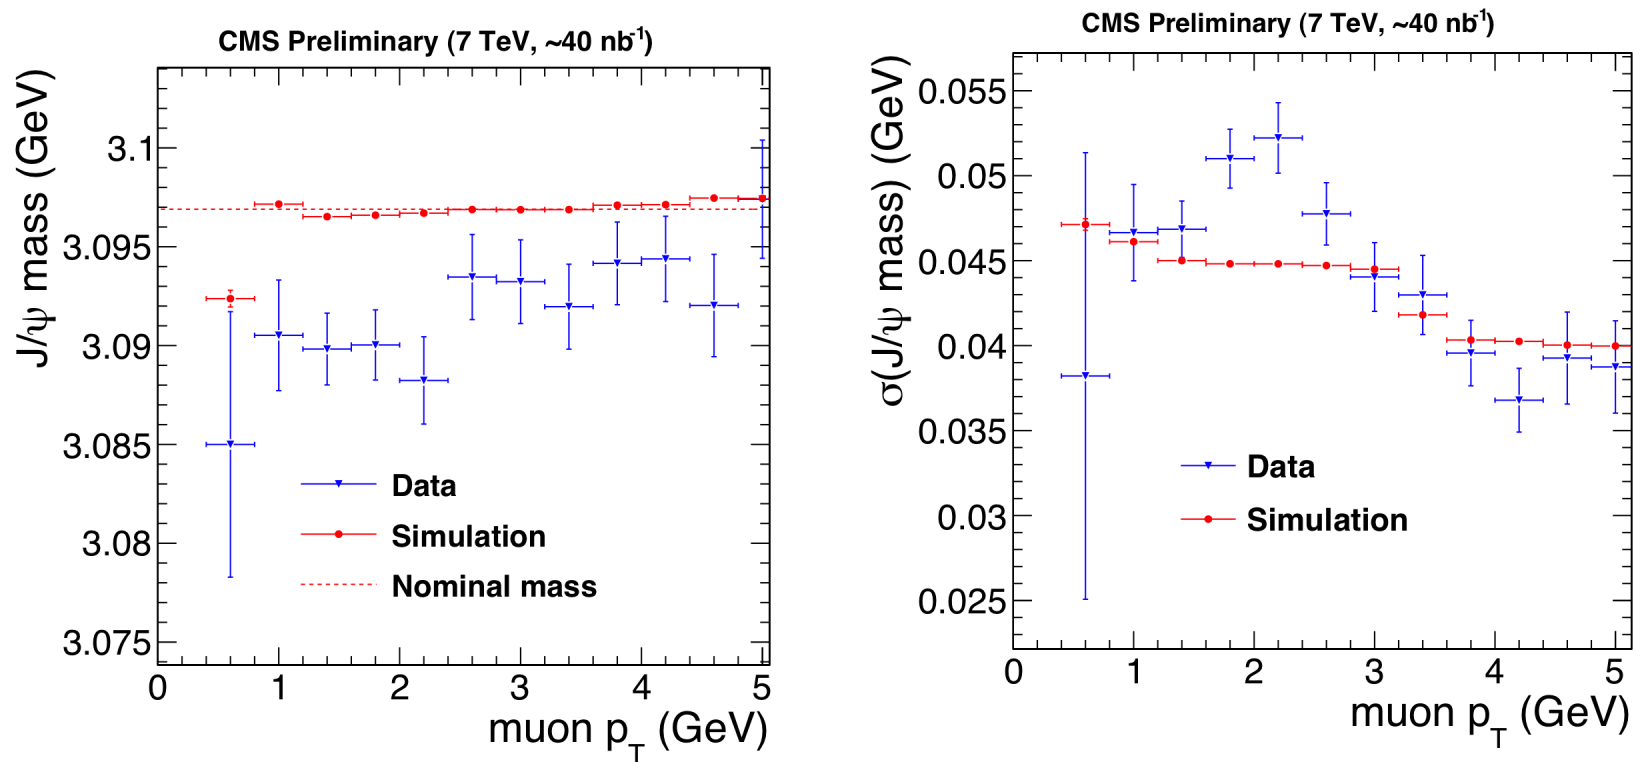 CMS Preliminary (7 TeV, ~40 nb-1)
J/ψ mass (GeV)
3.1
3.095
3.09
3.085
3.08
3.075
Data
Simulation
Nominal mass
0 1 2 3 4 5
muon pT (GeV)
CMS Preliminary (7 TeV, ~40 nb-1)
σ(J/ψ mass) (GeV)
0.055
0.05
0.045
0.04
0.035
0.03
0.025
Data
Simulation
0 1 2 3 4 5
muon pT (GeV)